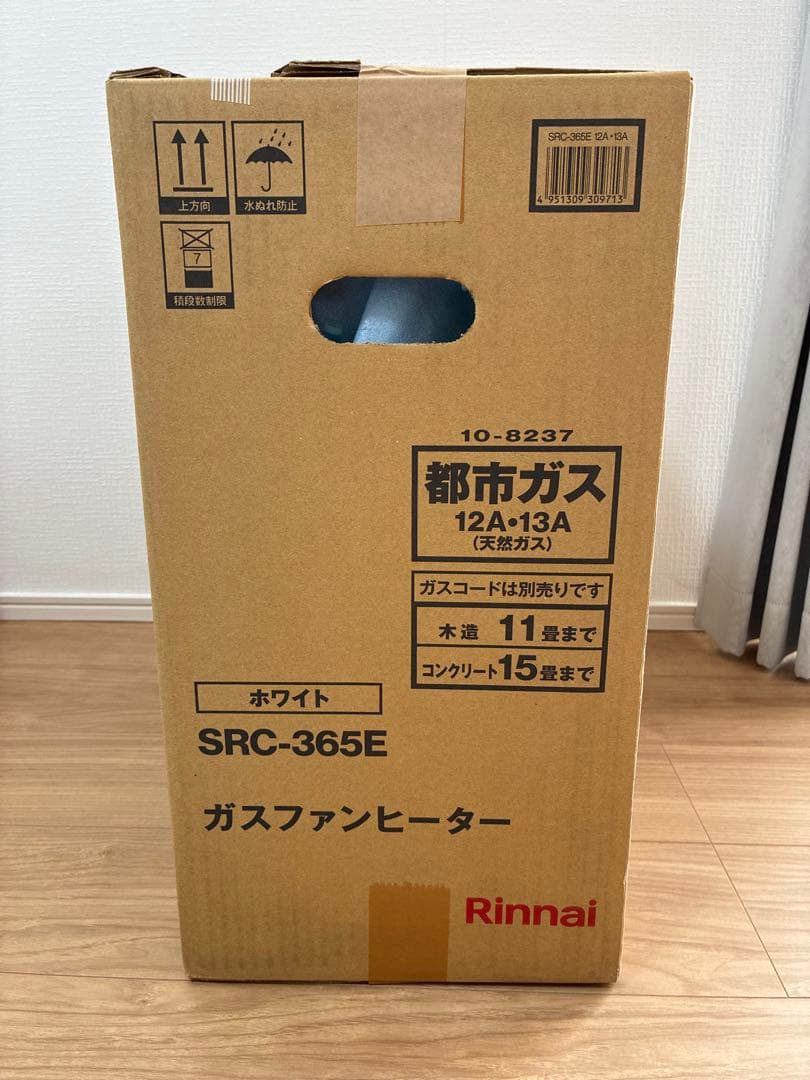 SRC-365E 12A・13A
4 951309 309713
上方向
水ぬれ防止
7
積段数制限
10-8237
都市ガス
12A・13A
(天然ガス)
ガスコードは別売りです
木造 11畳まで
コンクリート15畳まで
ホワイト
SRC-365E
ガスファンヒーター
Rinnai